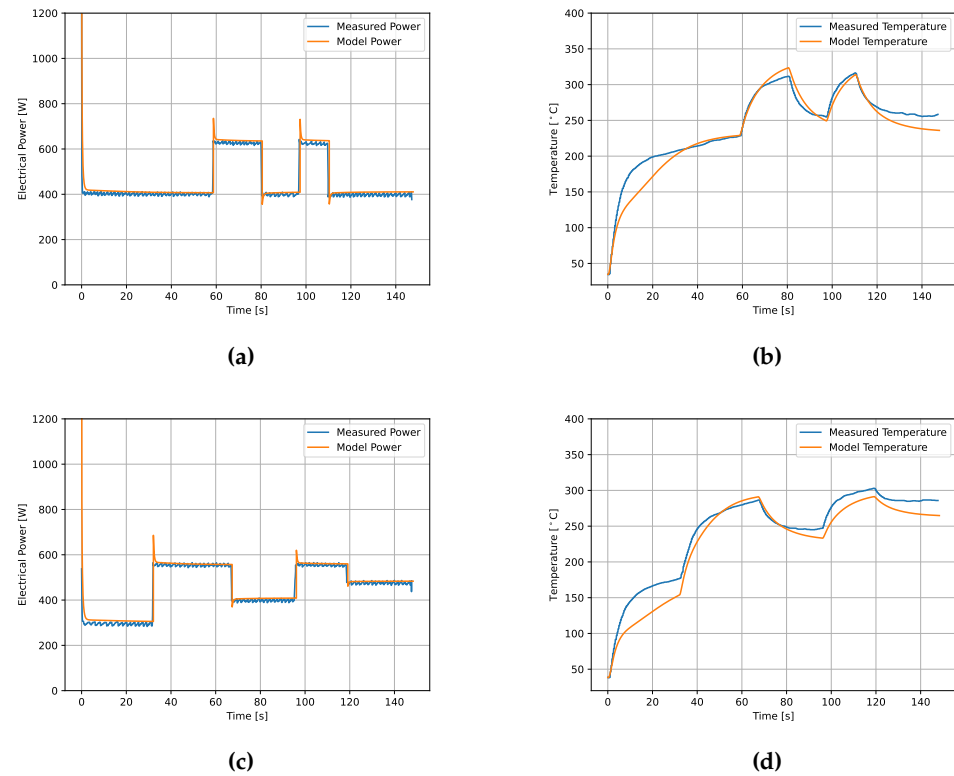 1200
1000
800
600
400
200
0
Electrical Power [W]
Measured Power
Model Power
0 20 40 60 80 100 120 140
Time [s]
(a)
400
350
300
250
200
150
100
50
Temperature [°C]
Measured Temperature
Model Temperature
0 20 40 60 80 100 120 140
Time [s]
(b)
1200
1000
800
600
400
200
0
Electrical Power [W]
Measured Power
Model Power
0 20 40 60 80 100 120 140
Time [s]
(c)
400
350
300
250
200
150
100
50
Temperature [°C]
Measured Temperature
Model Temperature
0 20 40 60 80 100 120 140
Time [s]
(d)